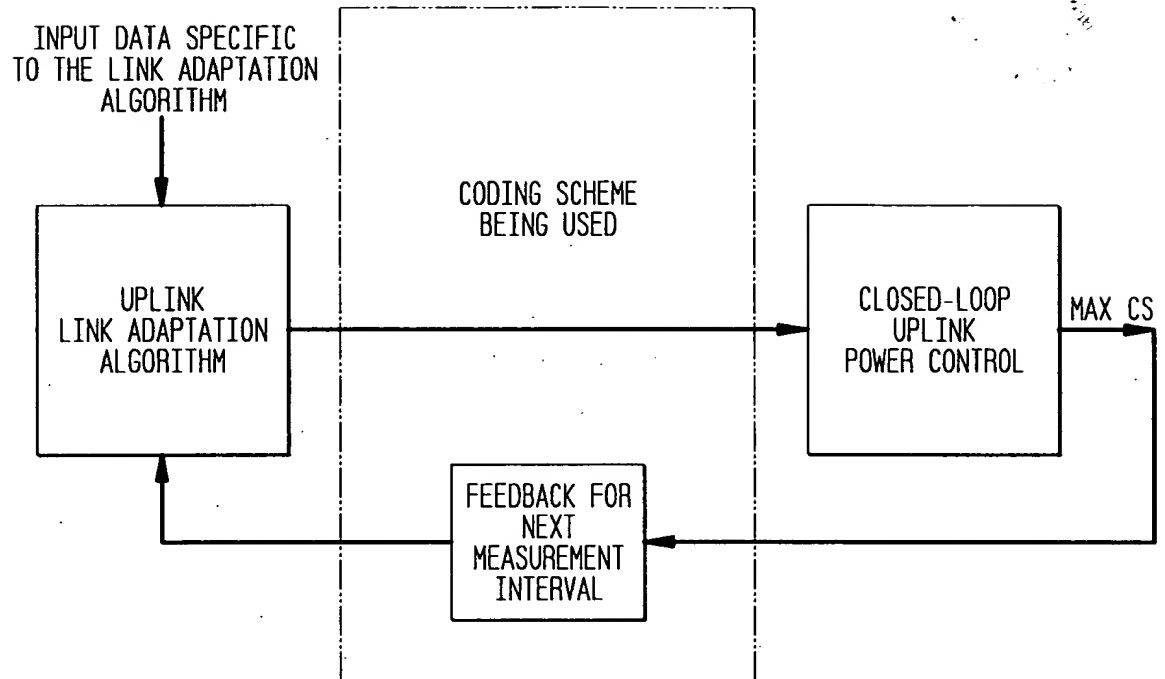 INPUT DATA SPECIFIC
TO THE LINK ADAPTATION
ALGORITHM
CODING SCHEME
BEING USED
UPLINK
LINK ADAPTATION
ALGORITHM
CLOSED-LOOP
UPLINK
POWER CONTROL
MAX CS
FEEDBACK FOR
NEXT
MEASUREMENT
INTERVAL